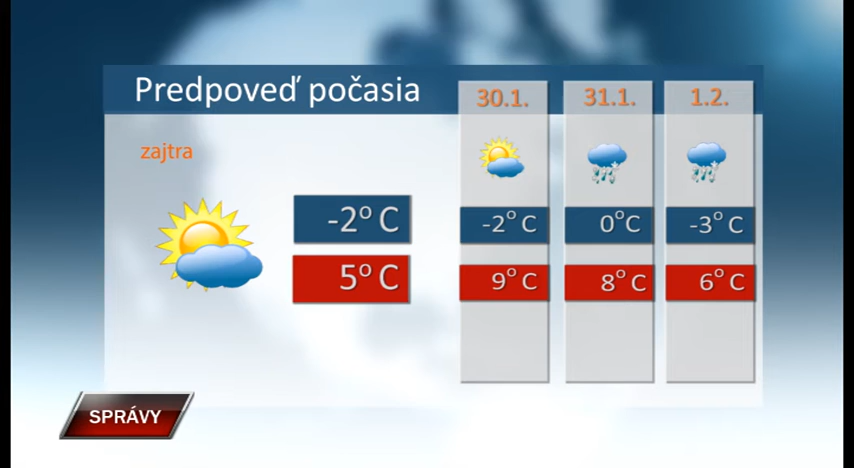 Predpoveď počasia
zajtra
-2° C
5° C
30.1.
-2° C
9° C
31.1.
0°C
8° C
1.2.
-3° C
6° C
SPRÁVY